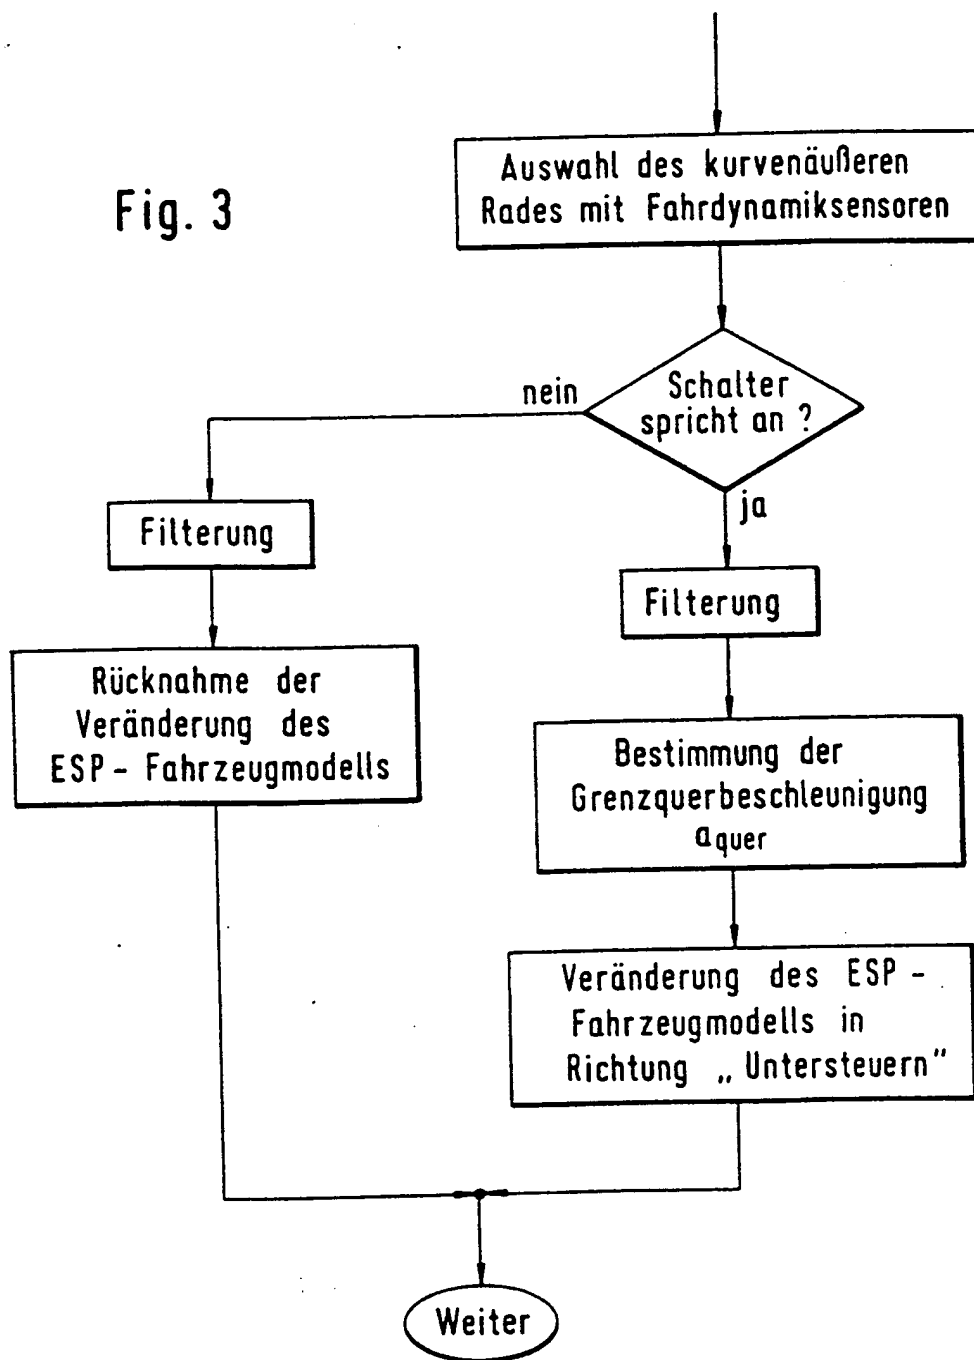 Fig. 3
Auswahl des kurvenäußeren
Rades mit Fahrdynamiksensoren
Schalter
spricht an ?
nein
ja
Filterung
Rücknahme der
Veränderung des
ESP - Fahrzeugmodells
Filterung
Bestimmung der
Grenzquerbeschleunigung
aquer
Veränderung des ESP -
Fahrzeugmodells in
Richtung „ Untersteuern”
Weiter